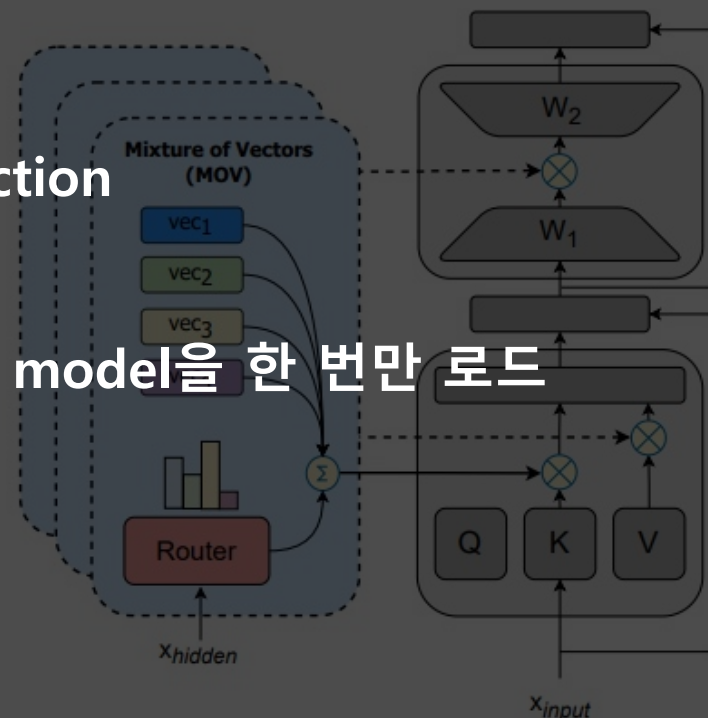 W2
Mixture of Vectors
(MOV)
ction
vec1
W1
vec2
vec3
model을 한 번만 로드
Σ
Router
Q K V
xhidden
xinput